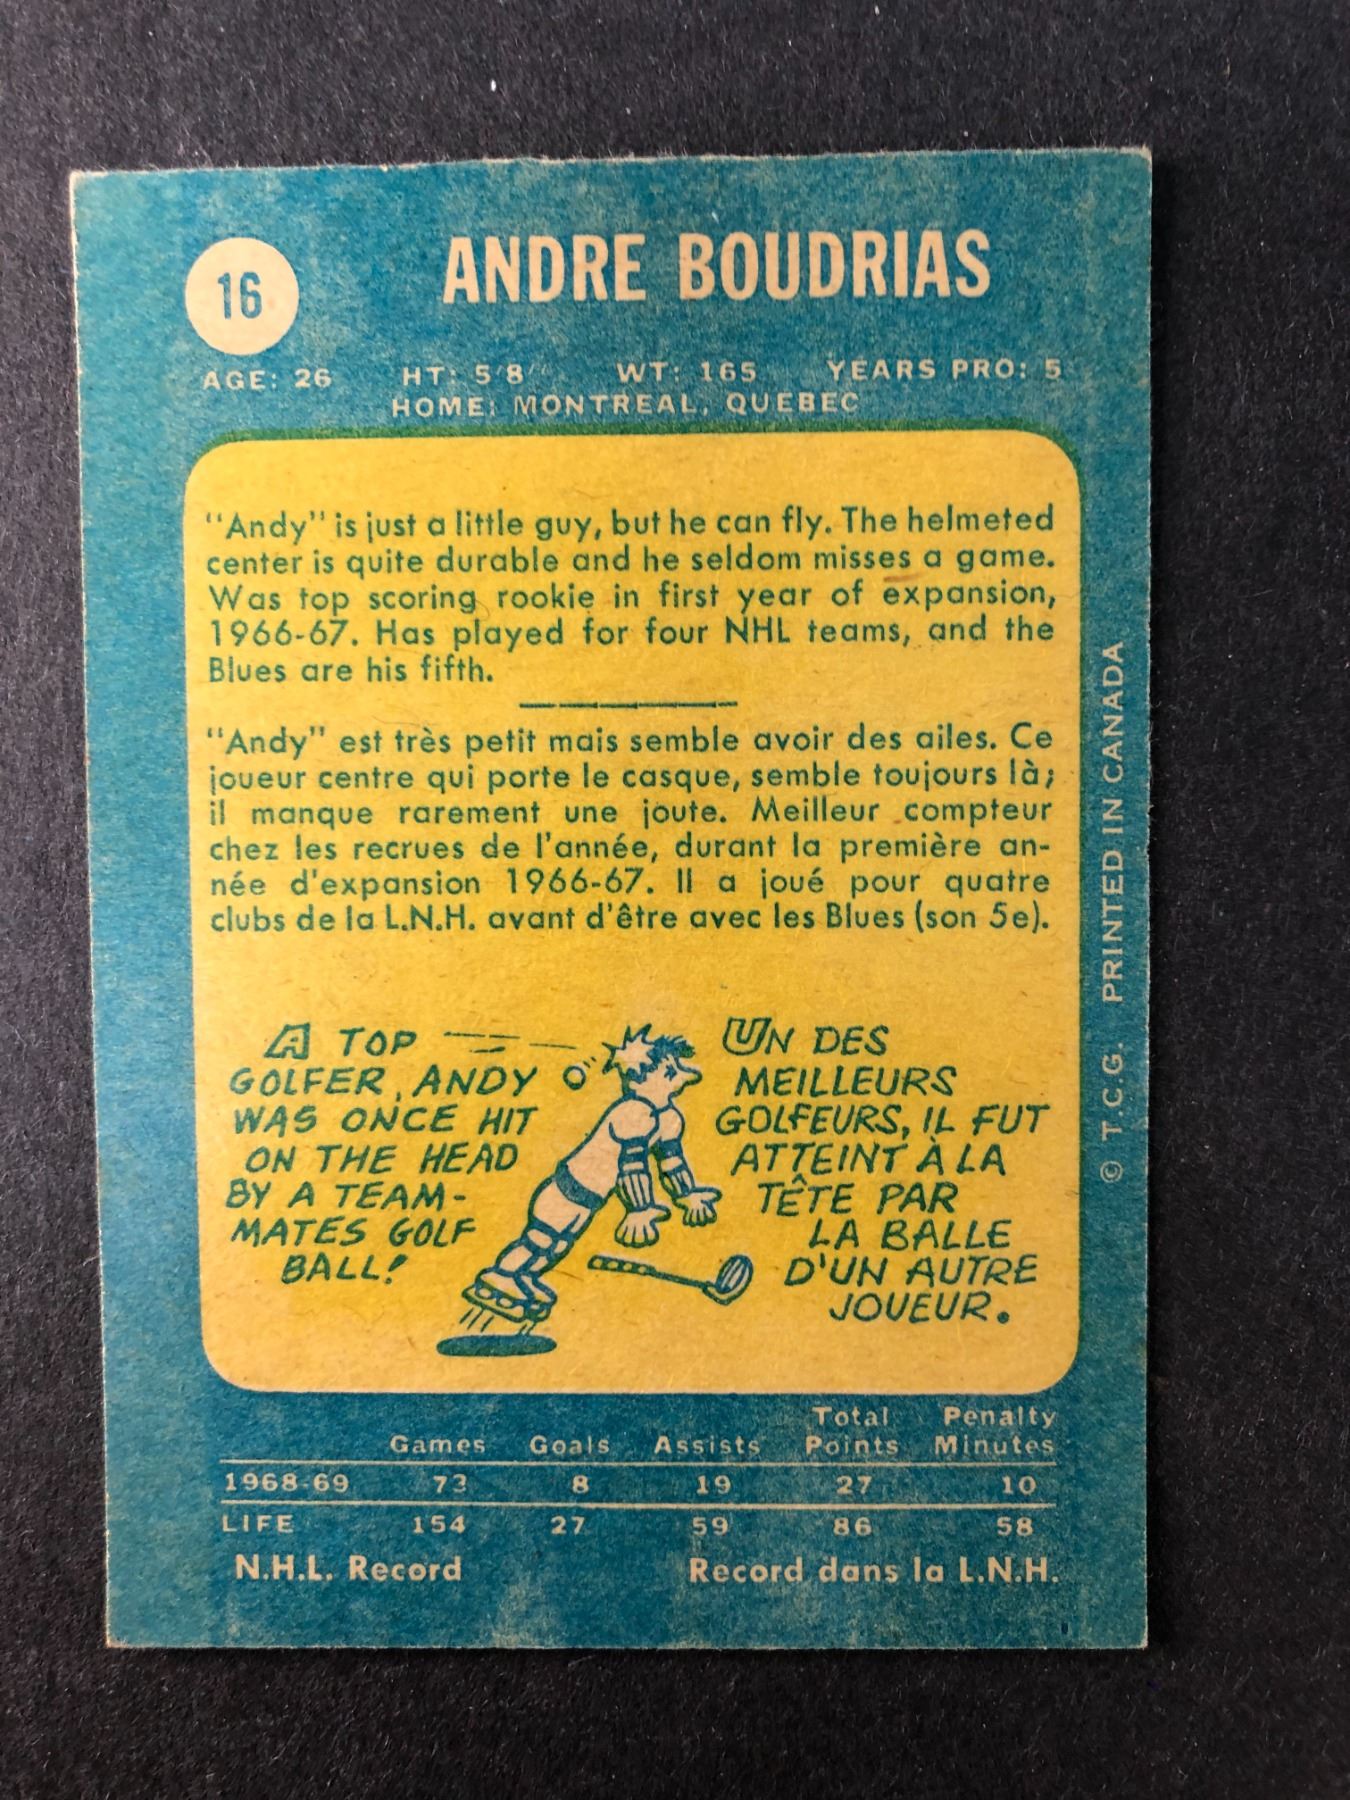 16
ANDRE BOUDRIAS
AGE: 26 HT: 5'8" WT: 165 YEARS PRO: 5
HOME: MONTREAL, QUEBEC
"Andy" is just a little guy, but he can fly. The helmeted
center is quite durable and he seldom misses a game.
Was top scoring rookie in first year of expansion,
1966-67. Has played for four NHL teams, and the
Blues are his fifth.
"Andy" est très petit mais semble avoir des ailes. Ce
joueur centre qui porte le casque, semble toujours là;
il manque rarement une joute. Meilleur compteur
chez les recrues de l'année, durant la première an-
née d'expansion 1966-67. Il a joué pour quatre
clubs de la L.N.H. avant d'être avec les Blues (son 5e).
A TOP
GOLFER, ANDY
WAS ONCE HIT
ON THE HEAD
BY A TEAM-
MATES GOLF
BALL!
UN DES
MEILLEURS
GOLFEURS, IL FUT
ATTEINT À LA
TÊTE PAR
LA BALLE
D'UN AUTRE
JOUEUR.
© T.C.G. PRINTED IN CANADA
Total Penalty
Games Goals Assists Points Minutes
1968-69 73 8 19 27 10
LIFE 154 27 59 86 58
N.H.L. Record Record dans la L.N.H.